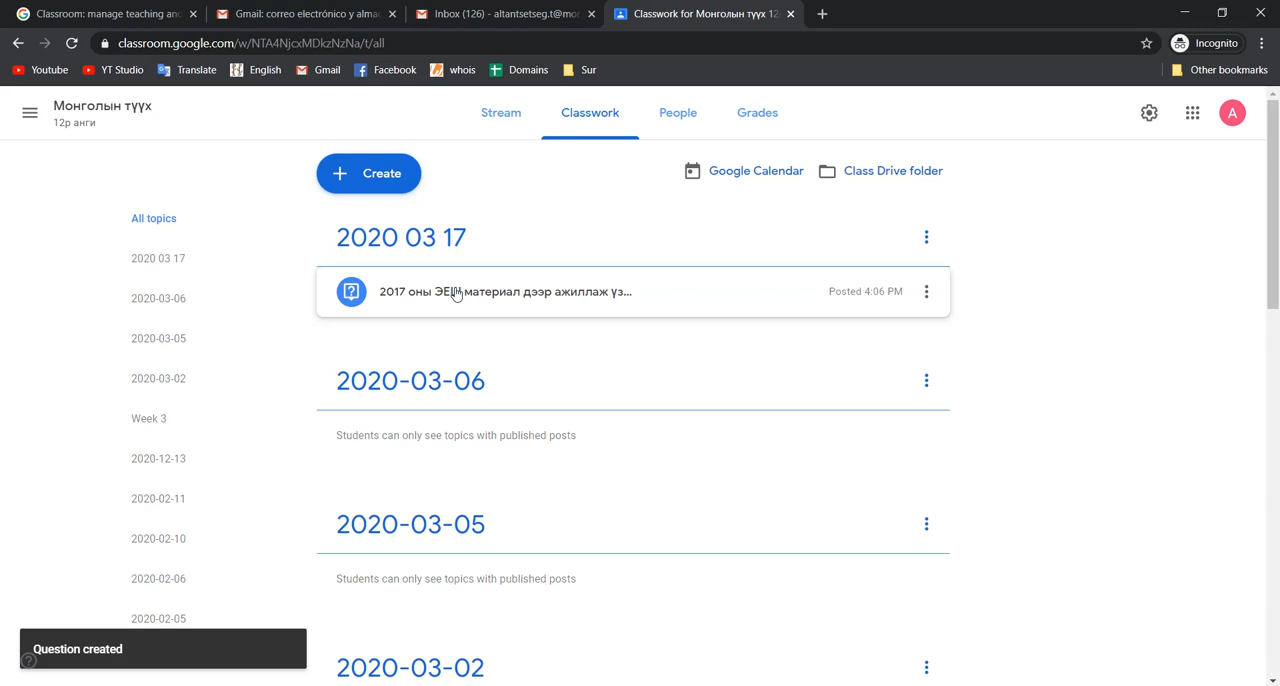 Classroom: manage teaching and
Gmail: correo electrónico y alma
Inbox (126) - altantsetseg.t@mor
Classwork for Монголын түүх 12
classroom.google.com/w/NTA4NjcxMDkzNzNa/t/all
Incognito
Youtube
YT Studio
Translate
English
Gmail
Facebook
whois
Domains
Sur
Other bookmarks
Монголын түүх
12р анги
Stream
Classwork
People
Grades
A
Create
Google Calendar
Class Drive folder
All topics
2020 03 17
2020-03-06
2020-03-05
2020-03-02
Week 3
2020-12-13
2020-02-11
2020-02-10
2020-02-06
2020-02-05
2020 03 17
2017 оны ЭЕШ материал дээр ажиллаж үз...
Posted 4:06 PM
2020-03-06
Students can only see topics with published posts
2020-03-05
Students can only see topics with published posts
2020-03-02
Question created